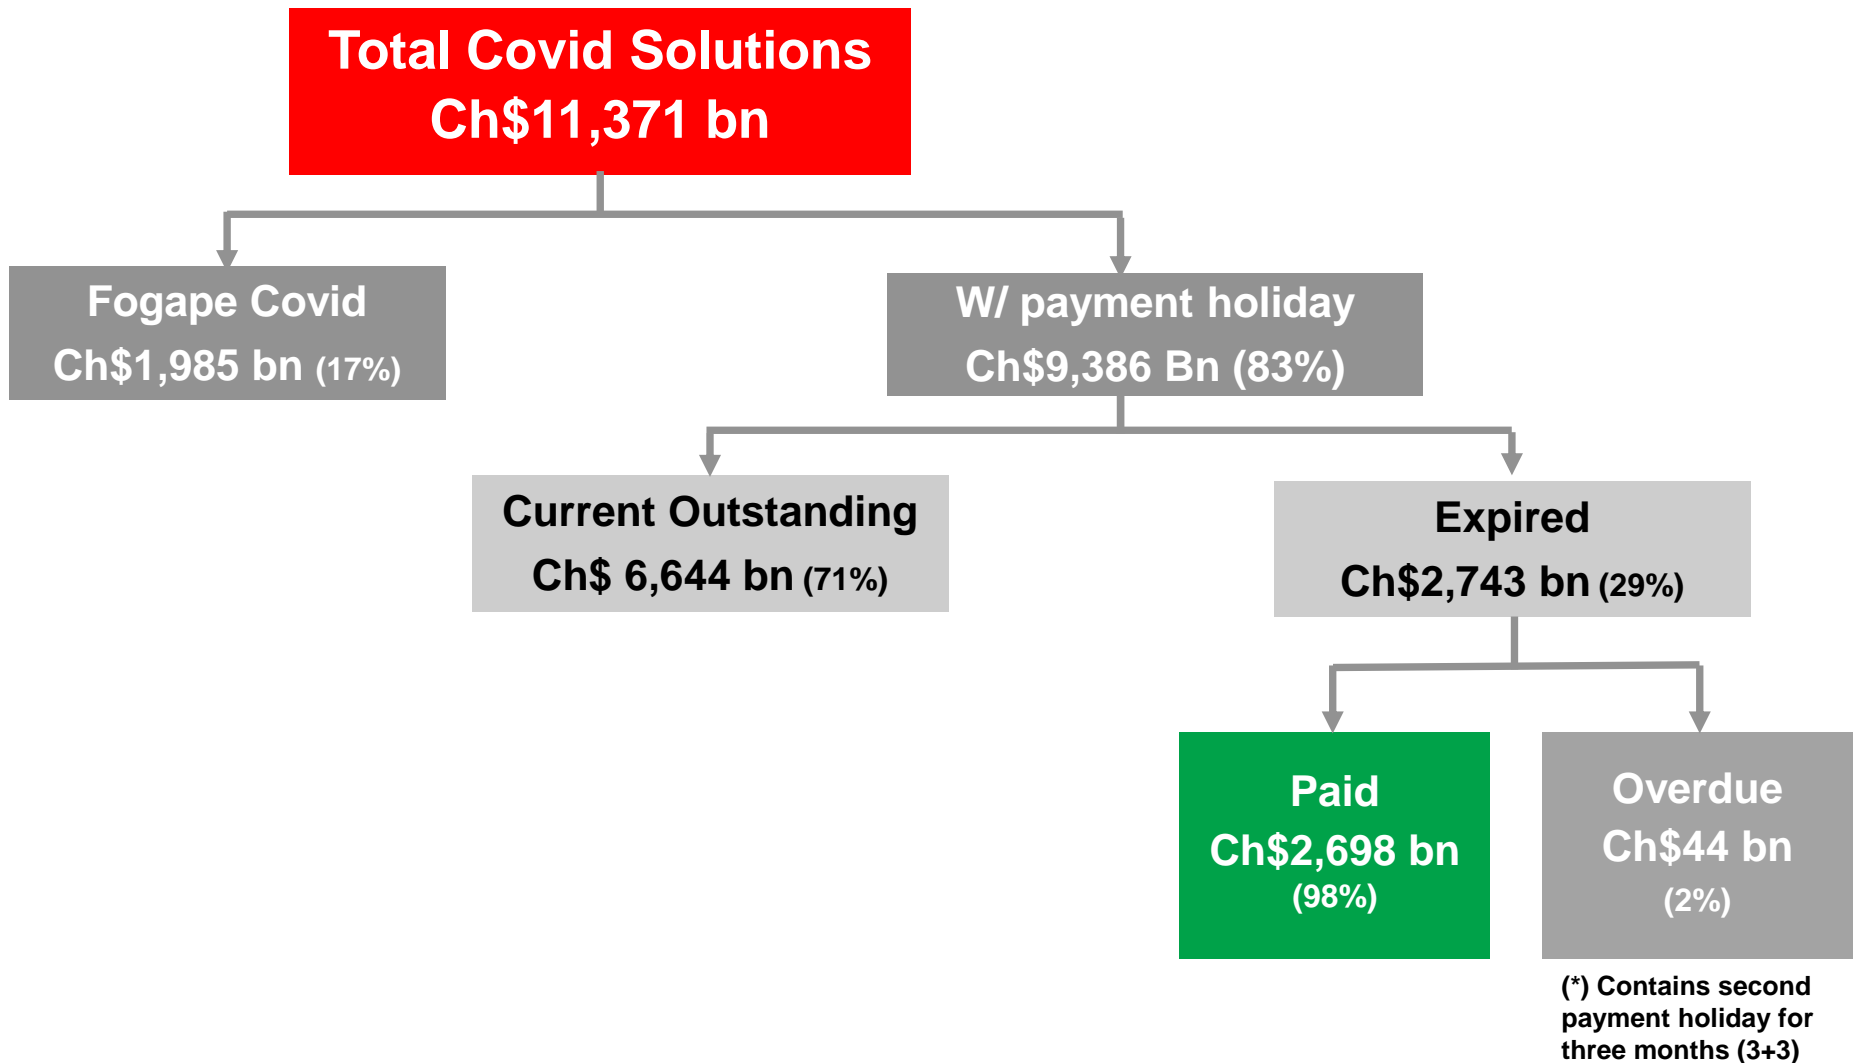 Total Covid Solutions
Ch$11,371 bn
Fogape Covid
Ch$1,985 bn (17%)
W/ payment holiday
Ch$9,386 Bn (83%)
Current Outstanding
Ch$ 6,644 bn (71%)
Expired
Ch$2,743 bn (29%)
Paid
Ch$2,698 bn
(98%)
Overdue
Ch$44 bn
(2%)
(*) Contains second
payment holiday for
three months (3+3)